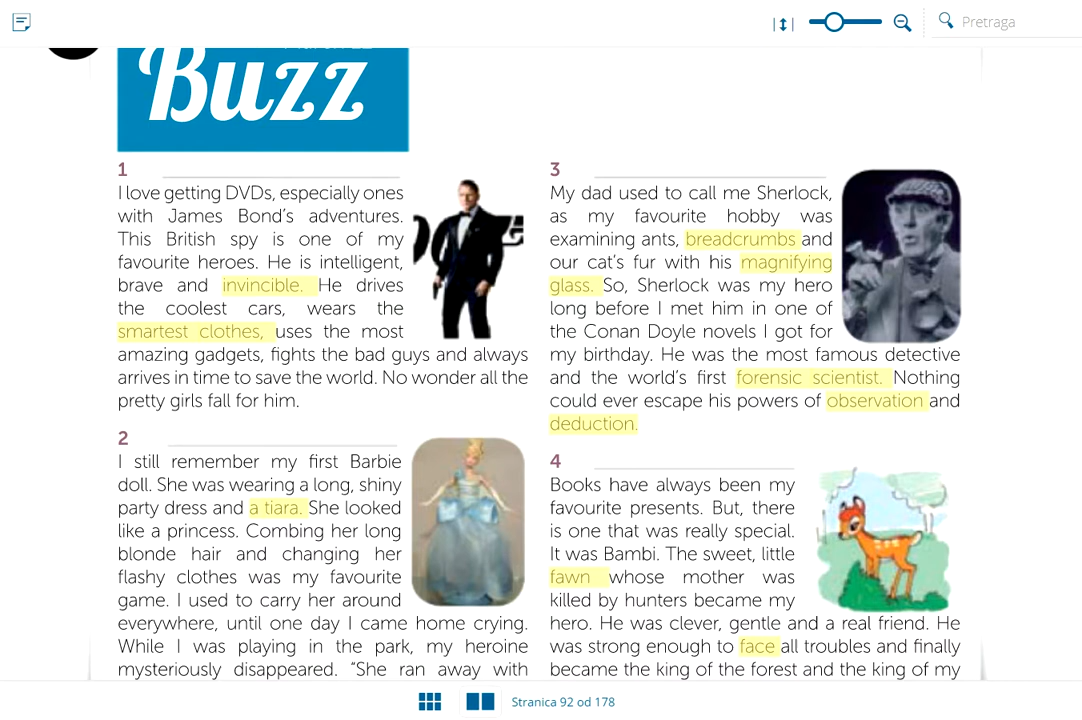 Pretraga
Buzz
1
I love getting DVDs, especially ones
with James Bond's adventures.
This British spy is one of my
favourite heroes. He is intelligent,
brave and invincible. He drives
the coolest cars, wears the
smartest clothes, uses the most
amazing gadgets, fights the bad guys and always
arrives in time to save the world. No wonder all the
pretty girls fall for him.
2
I still remember my first Barbie
doll. She was wearing a long, shiny
party dress and a tiara. She looked
like a princess. Combing her long
blonde hair and changing her
flashy clothes was my favourite
game. I used to carry her around
everywhere, until one day I came home crying.
While I was playing in the park, my heroine
mysteriously disappeared. “She ran away with
3
My dad used to call me Sherlock,
as my favourite hobby was
examining ants, breadcrumbs and
our cat's fur with his magnifying
glass. So, Sherlock was my hero
long before I met him in one of
the Conan Doyle novels I got for
my birthday. He was the most famous detective
and the world's first forensic scientist. Nothing
could ever escape his powers of observation and
deduction.
4
Books have always been my
favourite presents. But, there
is one that was really special.
It was Bambi. The sweet, little
fawn whose mother was
killed by hunters became my
hero. He was clever, gentle and a real friend. He
was strong enough to face all troubles and finally
became the king of the forest and the king of my
Stranica 92 od 178